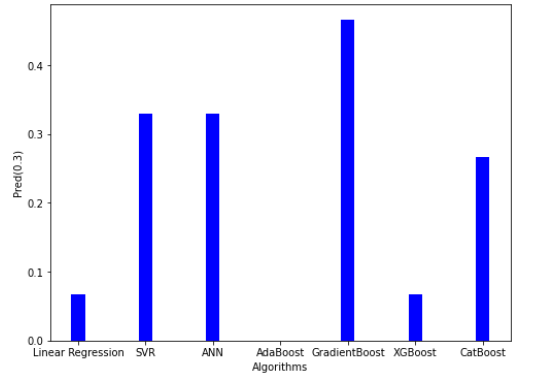 0.4
0.3
0.2
0.1
0.0
Pred(0.3)
Linear Regression SVR ANN AdaBoost GradientBoost XGBoost CatBoost
Algorithms